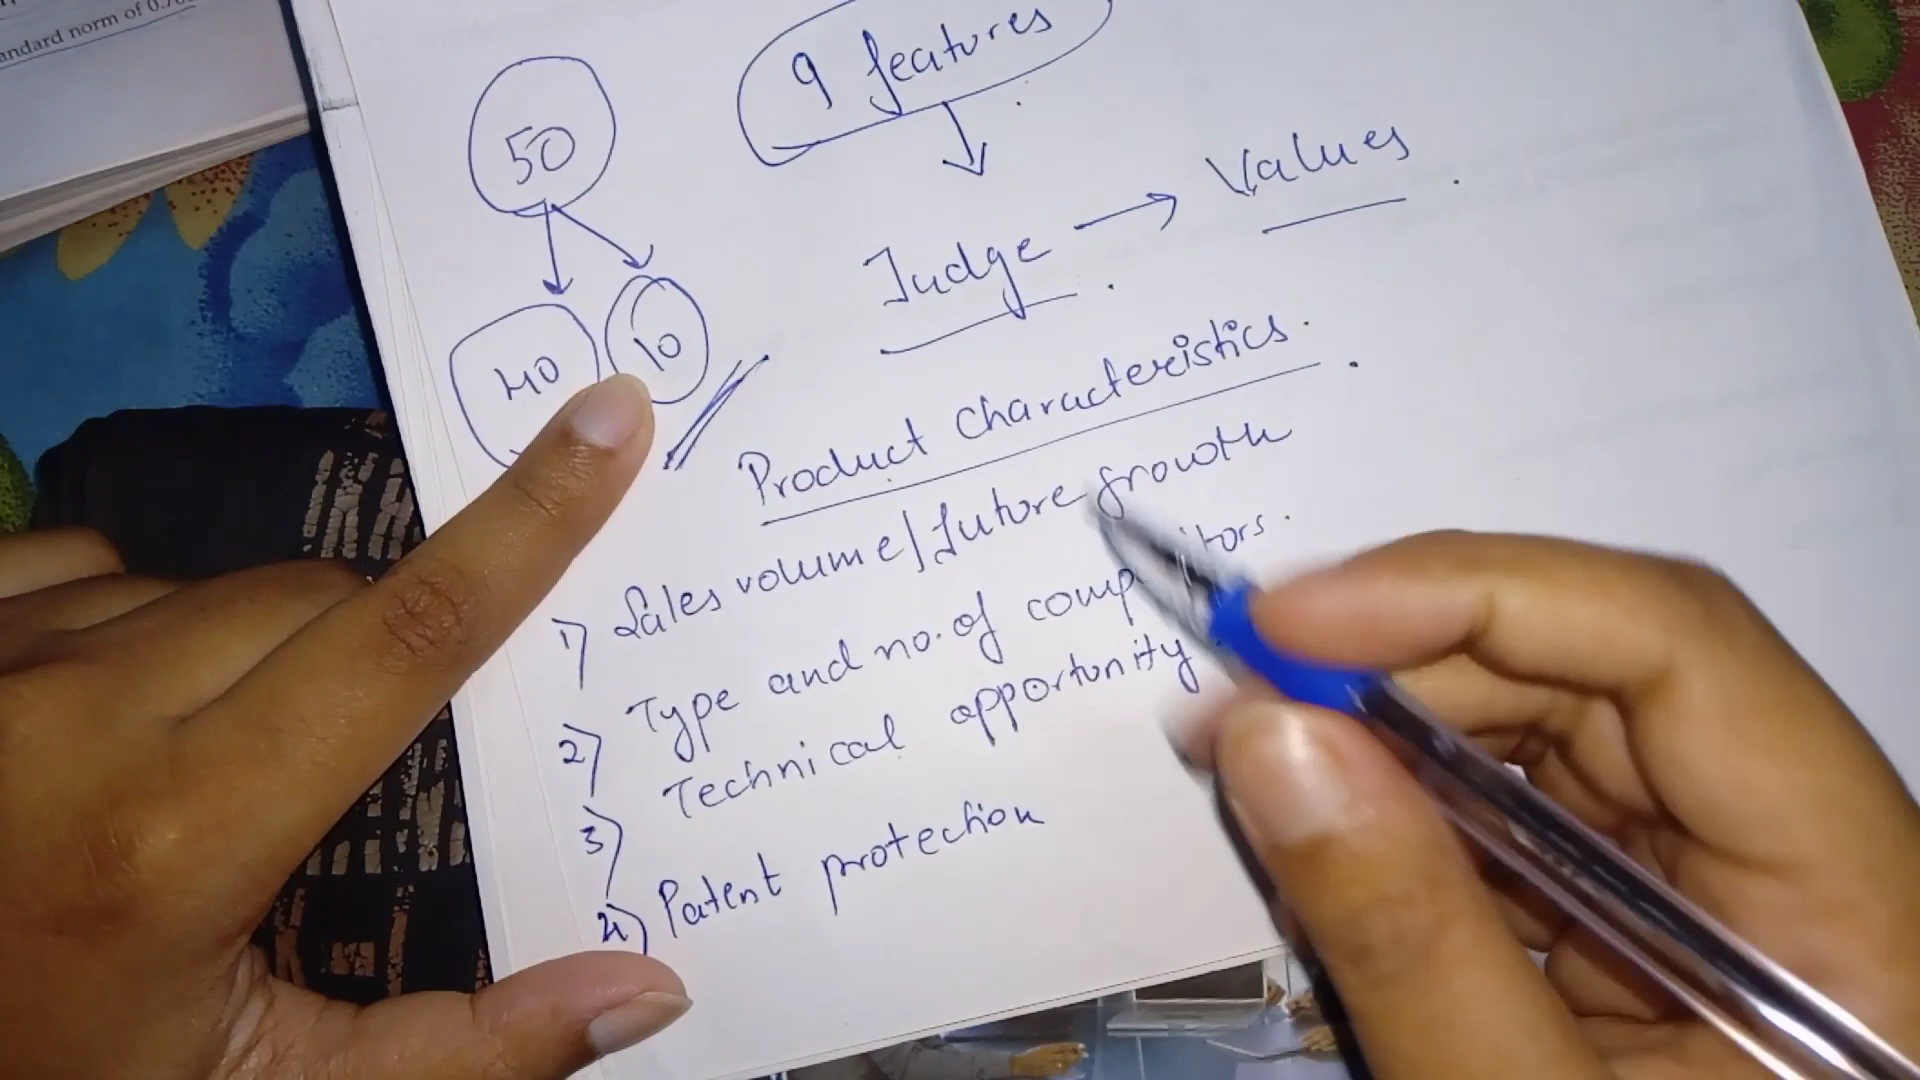 andard norm of 0.70
9 features
50
Judge → Values
40
10
Product characteristics.
1) Sales volume/future growth
2) Type and no. of
3) Technical opportunity
4) Patent protection